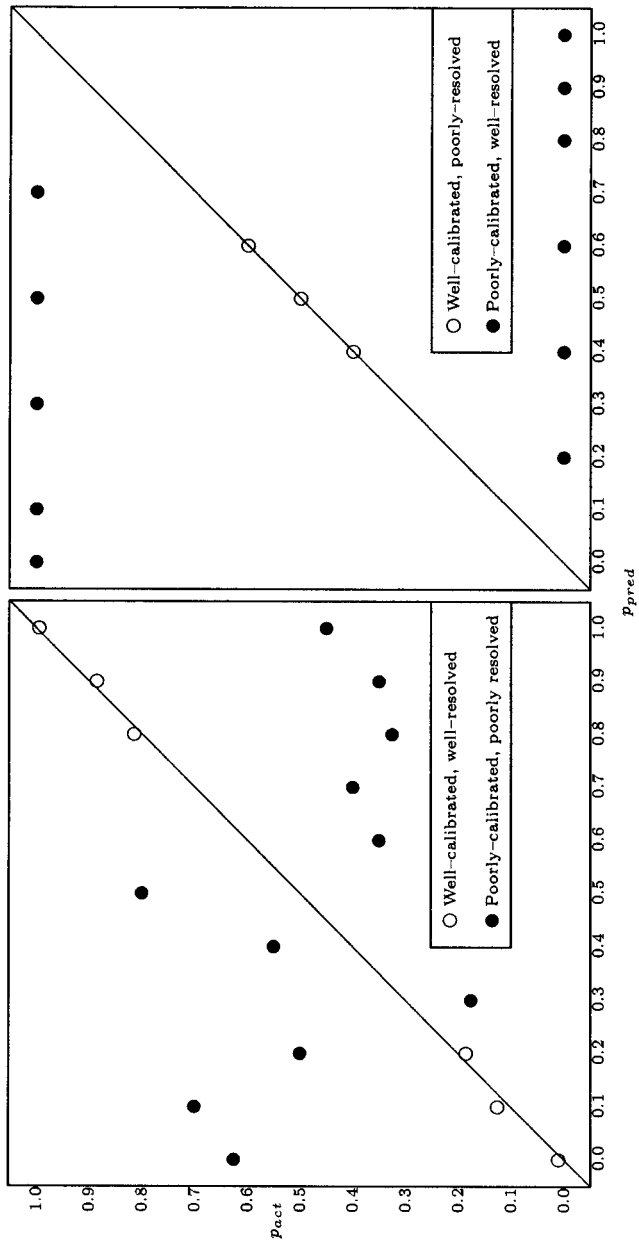 1.0
0.9
0.8
0.7
0.6
0.5
0.4
0.3
0.2
0.1
0.0
p_act
○ Well-calibrated, well-resolved
● Poorly-calibrated, poorly resolved
0.0 0.1 0.2 0.3 0.4 0.5 0.6 0.7 0.8 0.9 1.0
○ Well-calibrated, poorly-resolved
● Poorly-calibrated, well-resolved
0.0 0.1 0.2 0.3 0.4 0.5 0.6 0.7 0.8 0.9 1.0
p_pred